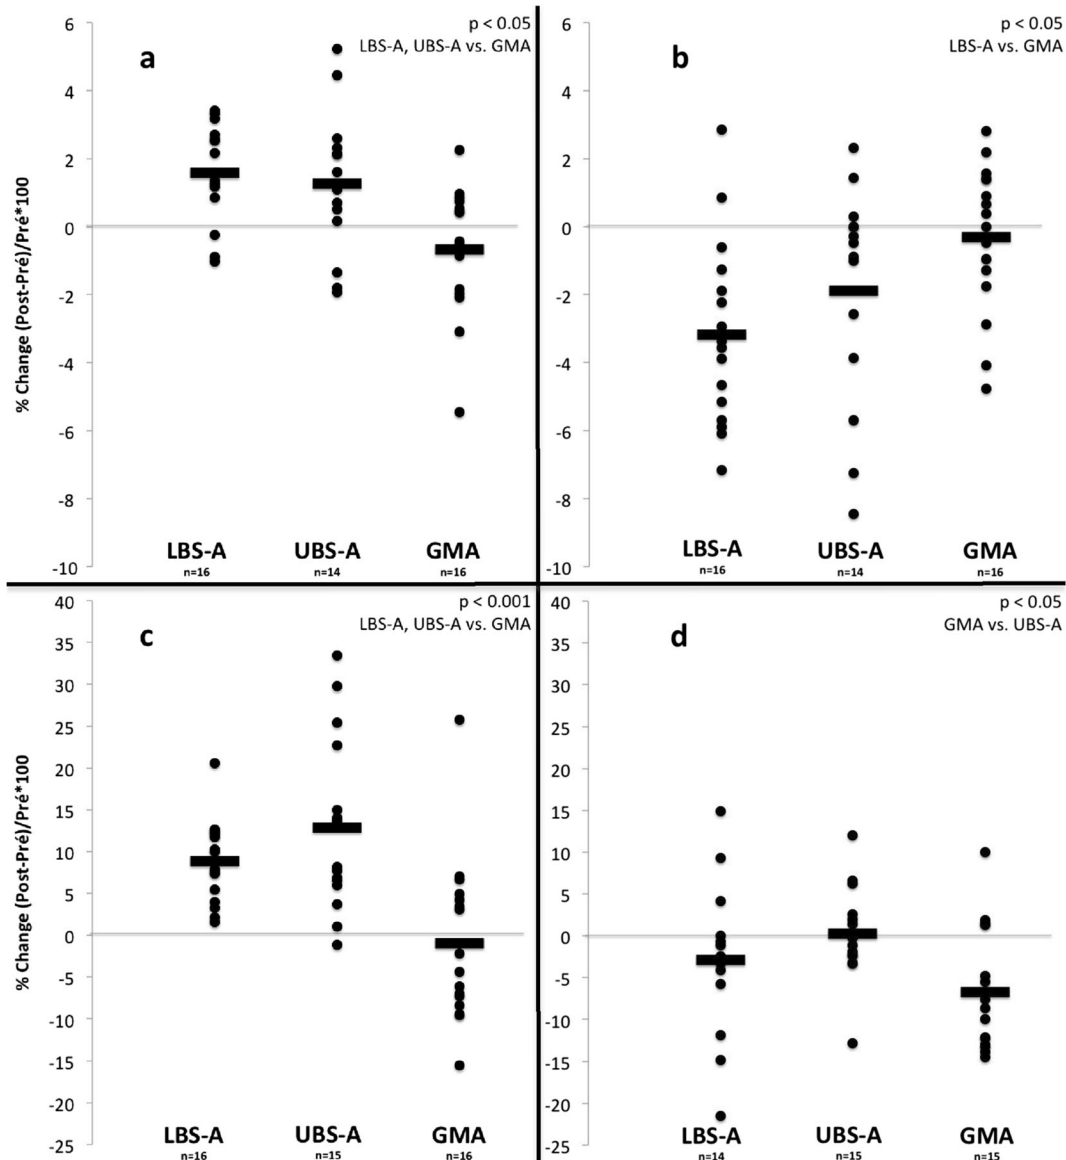 p < 0.05
LBS-A, UBS-A vs. GMA
a
6
4
2
0
-2
-4
-6
-8
-10
% Change (Post-Pré)/Pré*100
LBS-A UBS-A GMA
n=16 n=14 n=16
p < 0.05
LBS-A vs. GMA
b
6
4
2
0
-2
-4
-6
-8
-10
LBS-A UBS-A GMA
n=16 n=14 n=16
p < 0.001
LBS-A, UBS-A vs. GMA
c
40
35
30
25
20
15
10
5
0
-5
-10
-15
-20
-25
% Change (Post-Pré)/Pré*100
LBS-A UBS-A GMA
n=16 n=15 n=16
p < 0.05
GMA vs. UBS-A
d
40
35
30
25
20
15
10
5
0
-5
-10
-15
-20
-25
LBS-A UBS-A GMA
n=14 n=15 n=15